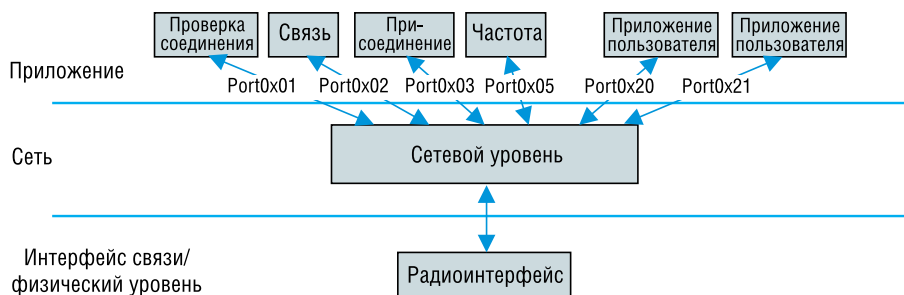 Проверка
соединения
Связь
При-
соединение
Частота
Приложение
пользователя
Приложение
пользователя
Приложение
Port0x01
Port0x02
Port0x03
Port0x05
Port0x20
Port0x21
Сеть
Сетевой уровень
Интерфейс связи/
физический уровень
Радиоинтерфейс